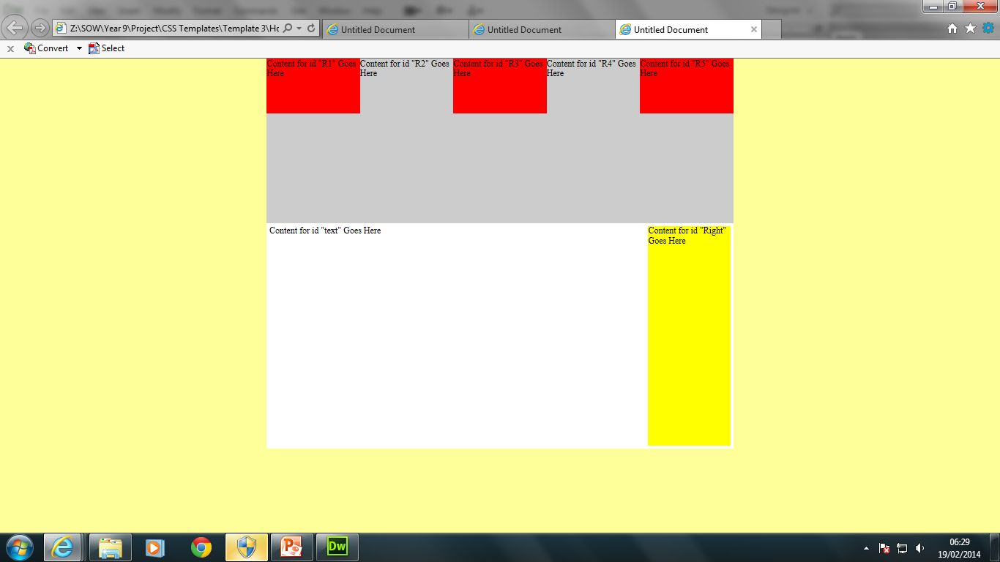 Z:\SOW\Year 9\Project\CSS Templates\Template 3\Ho
Untitled Document
Untitled Document
Untitled Document
x Convert Select
Content for id "R1" Goes
Here
Content for id "R2" Goes
Here
Content for id "R3" Goes
Here
Content for id "R4" Goes
Here
Content for id "R5" Goes
Here
Content for id "text" Goes Here
Content for id "Right"
Goes Here
Dw
06:29
19/02/2014